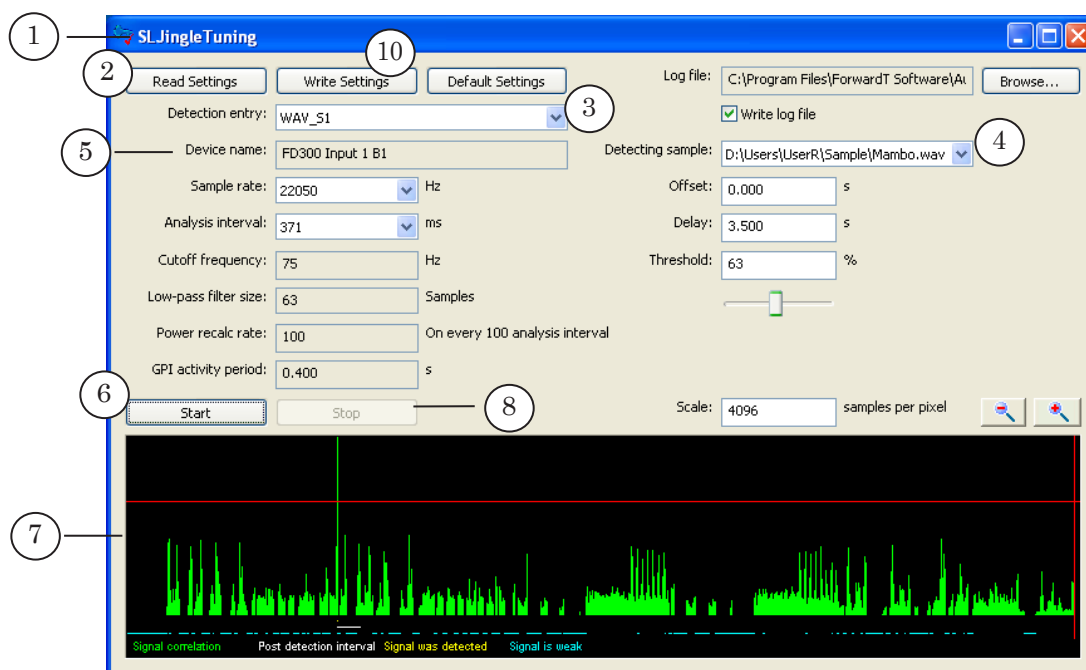 1
SLJingleTuning
2
10
Read Settings Write Settings Default Settings Log file: C:\Program Files\ForwardT Software\Au Browse...
Detection entry: WAV_S1 3 Write log file
4
5 Device name: FD300 Input 1 B1 Detecting sample: D:\Users\UserR\Sample\Mambo.wav
Sample rate: 22050 Hz Offset: 0.000 s
Analysis interval: 371 ms Delay: 3.500 s
Cutoff frequency: 75 Hz Threshold: 63 %
Low-pass filter size: 63 Samples
Power recalc rate: 100 On every 100 analysis interval
GPI activity period: 0.400 s
6
Start Stop 8 Scale: 4096 samples per pixel
7
Signal correlation Post detection interval Signal was detected Signal is weak